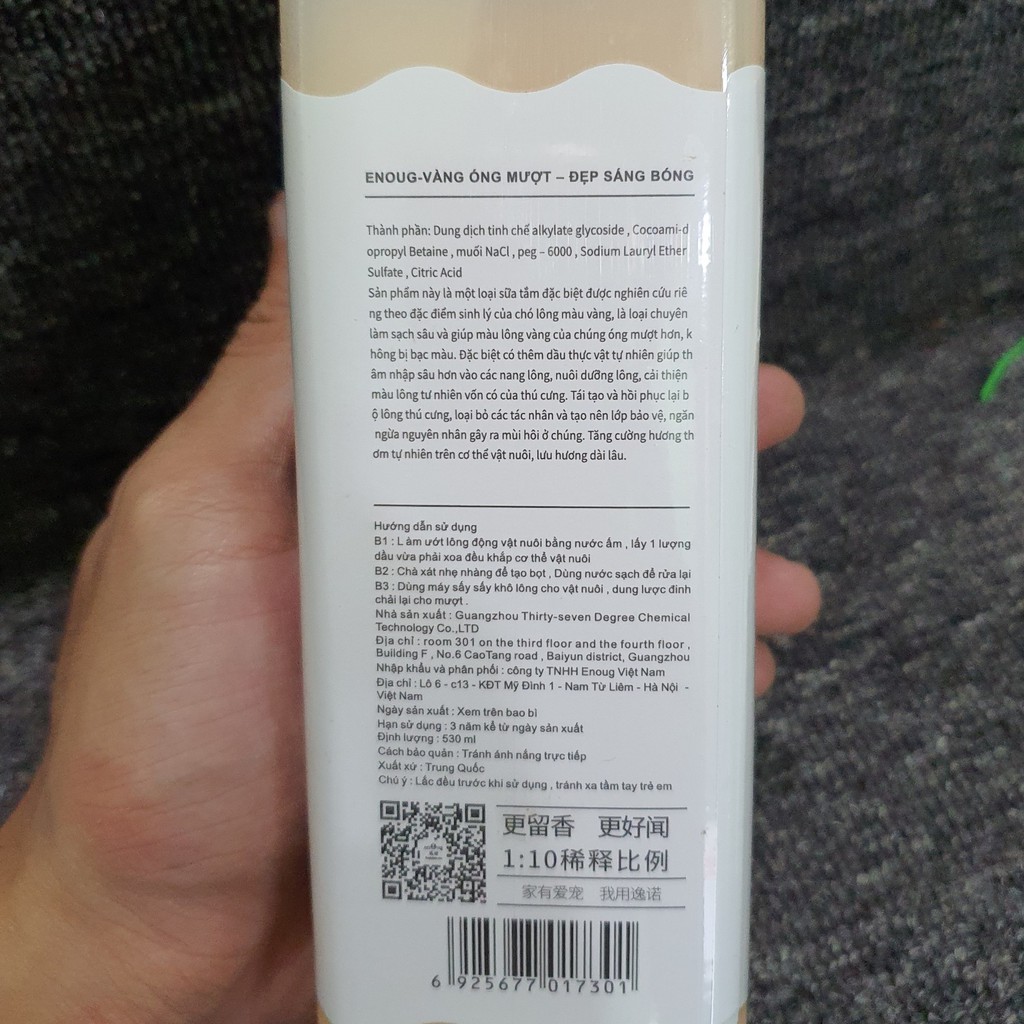 ENOUG-VÀNG ÓNG MƯỢT – ĐẸP SÁNG BÓNG
Thành phần: Dung dịch tinh chế alkylate glycoside , Cocoami-d
opropyl Betaine , muối NaCl , peg – 6000 , Sodium Lauryl Ether
Sulfate , Citric Acid
Sản phẩm này là một loại sữa tắm đặc biệt được nghiên cứu riê
ng theo đặc điểm sinh lý của chó lông màu vàng, là loại chuyên
làm sạch sâu và giúp màu lông vàng của chúng óng mượt hơn, k
hông bị bạc màu. Đặc biệt có thêm dầu thực vật tự nhiên giúp th
âm nhập sâu hơn vào các nang lông, nuôi dưỡng lông, cải thiện
màu lông tư nhiên vốn có của thú cưng. Tái tạo và hồi phục lại b
ộ lông thú cưng, loại bỏ các tác nhân và tạo nên lớp bảo vệ, ngăn
ngừa nguyên nhân gây ra mùi hôi ở chúng. Tăng cường hương th
ơm tự nhiên trên cơ thể vật nuôi, lưu hương dài lâu.
Hướng dẫn sử dụng
B1 : L àm ướt lông động vật nuôi bằng nước ấm , lấy 1 lượng
dầu vừa phải xoa đều khắp cơ thể vật nuôi
B2 : Chà xát nhẹ nhàng để tạo bọt , Dùng nước sạch để rửa lại
B3 : Dùng máy sấy sấy khô lông cho vật nuôi , dung lược đinh
chải lại cho mượt .
Nhà sản xuất : Guangzhou Thirty-seven Degree Chemical
Technology Co.,LTD
Địa chỉ : room 301 on the third floor and the fourth floor ,
Building F , No.6 CaoTang road , Baiyun district, Guangzhou
Nhập khẩu và phân phối : công ty TNHH Enoug Việt Nam
Địa chỉ : Lô 6 - c13 - KĐT Mỹ Đình 1 - Nam Từ Liêm - Hà Nội -
Việt Nam
Ngày sản xuất : Xem trên bao bì
Hạn sử dụng : 3 năm kể từ ngày sản xuất
Định lượng : 530 ml
Cách bảo quản : Tránh ánh nắng trực tiếp
Xuất xứ : Trung Quốc
Chú ý : Lắc đều trước khi sử dụng , tránh xa tầm tay trẻ em
更留香 更好闻
1:10稀释比例
家有爱宠 我用逸诺
6 925677 017301